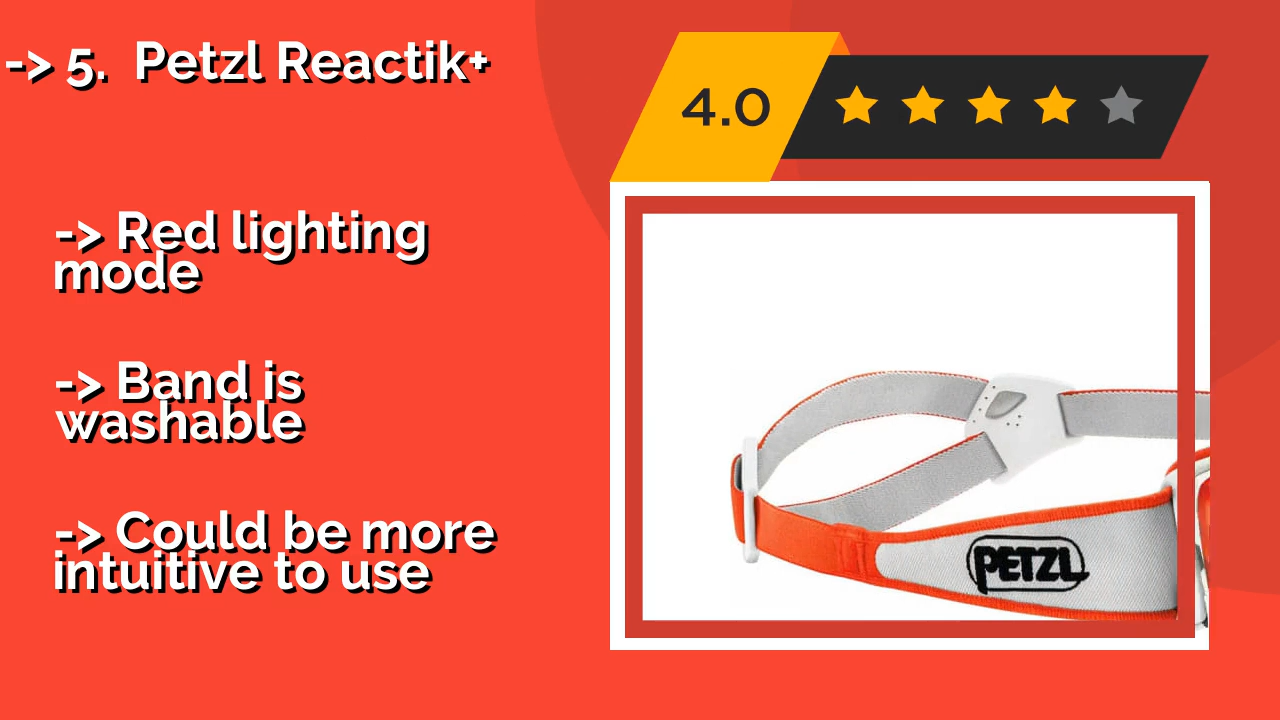 -> 5. Petzl Reactik+
4.0
-> Red lighting
mode
-> Band is
washable
-> Could be more
intuitive to use
PETZL